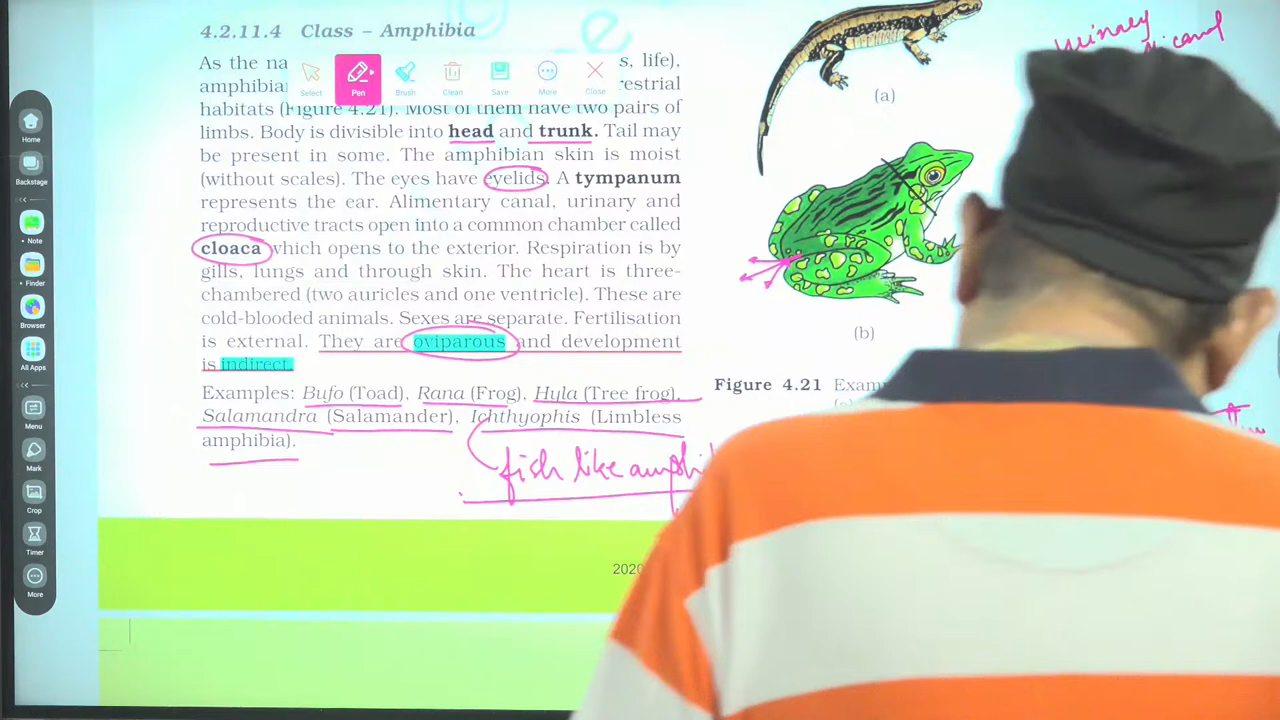 4.2.11.4 Class – Amphibia
As the na s, life),
amphibia restrial
habitats (Figure 4.21). Most of them have two pairs of
limbs. Body is divisible into head and trunk. Tail may
be present in some. The amphibian skin is moist
(without scales). The eyes have eyelids. A tympanum
represents the ear. Alimentary canal, urinary and
reproductive tracts open into a common chamber called
cloaca which opens to the exterior. Respiration is by
gills, lungs and through skin. The heart is three-
chambered (two auricles and one ventricle). These are
cold-blooded animals. Sexes are separate. Fertilisation
is external. They are oviparous and development
is indirect.
Examples: Bufo (Toad), Rana (Frog), Hyla (Tree frog),
Salamandra (Salamander), Ichthyophis (Limbless
amphibia).
fish like amphi
2020
Select
Pen
Brush
Clean
Save
More
Close
Home
Backstage
Note
Finder
Browser
All Apps
Menu
Mark
Crop
Timer
More
(a)
(b)
Figure 4.21 Exam
Urinary
canal